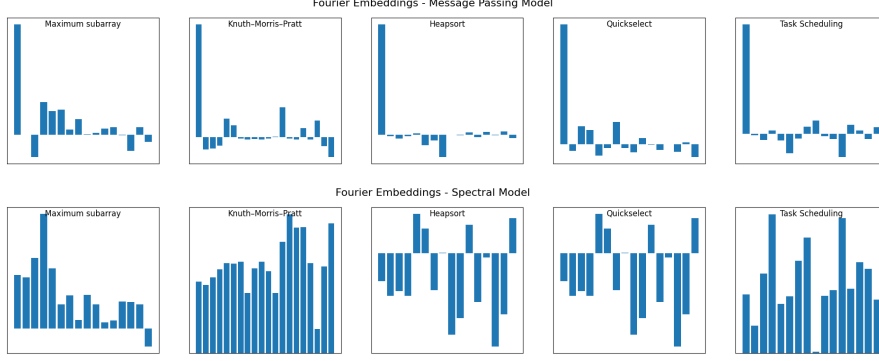 Fourier Embeddings - Message Passing Model
Maximum subarray
Knuth–Morris–Pratt
Heapsort
Quickselect
Task Scheduling
Fourier Embeddings - Spectral Model
Maximum subarray
Knuth–Morris–Pratt
Heapsort
Quickselect
Task Scheduling